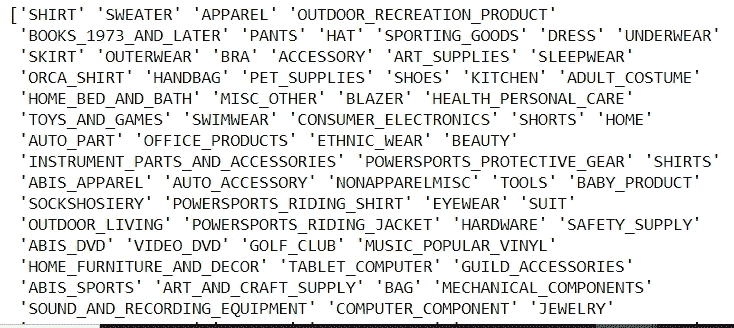 ['SHIRT' 'SWEATER' 'APPAREL' 'OUTDOOR_RECREATION_PRODUCT'
'BOOKS_1973_AND_LATER' 'PANTS' 'HAT' 'SPORTING_GOODS' 'DRESS' 'UNDERWEAR'
'SKIRT' 'OUTERWEAR' 'BRA' 'ACCESSORY' 'ART_SUPPLIES' 'SLEEPWEAR'
'ORCA_SHIRT' 'HANDBAG' 'PET_SUPPLIES' 'SHOES' 'KITCHEN' 'ADULT_COSTUME'
'HOME_BED_AND_BATH' 'MISC_OTHER' 'BLAZER' 'HEALTH_PERSONAL_CARE'
'TOYS_AND_GAMES' 'SWIMWEAR' 'CONSUMER_ELECTRONICS' 'SHORTS' 'HOME'
'AUTO_PART' 'OFFICE_PRODUCTS' 'ETHNIC_WEAR' 'BEAUTY'
'INSTRUMENT_PARTS_AND_ACCESSORIES' 'POWERSPORTS_PROTECTIVE_GEAR' 'SHIRTS'
'ABIS_APPAREL' 'AUTO_ACCESSORY' 'NONAPPARELMISC' 'TOOLS' 'BABY_PRODUCT'
'SOCKSHOSIERY' 'POWERSPORTS_RIDING_SHIRT' 'EYEWEAR' 'SUIT'
'OUTDOOR_LIVING' 'POWERSPORTS_RIDING_JACKET' 'HARDWARE' 'SAFETY_SUPPLY'
'ABIS_DVD' 'VIDEO_DVD' 'GOLF_CLUB' 'MUSIC_POPULAR_VINYL'
'HOME_FURNITURE_AND_DECOR' 'TABLET_COMPUTER' 'GUILD_ACCESSORIES'
'ABIS_SPORTS' 'ART_AND_CRAFT_SUPPLY' 'BAG' 'MECHANICAL_COMPONENTS'
'SOUND_AND_RECORDING_EQUIPMENT' 'COMPUTER_COMPONENT' 'JEWELRY'